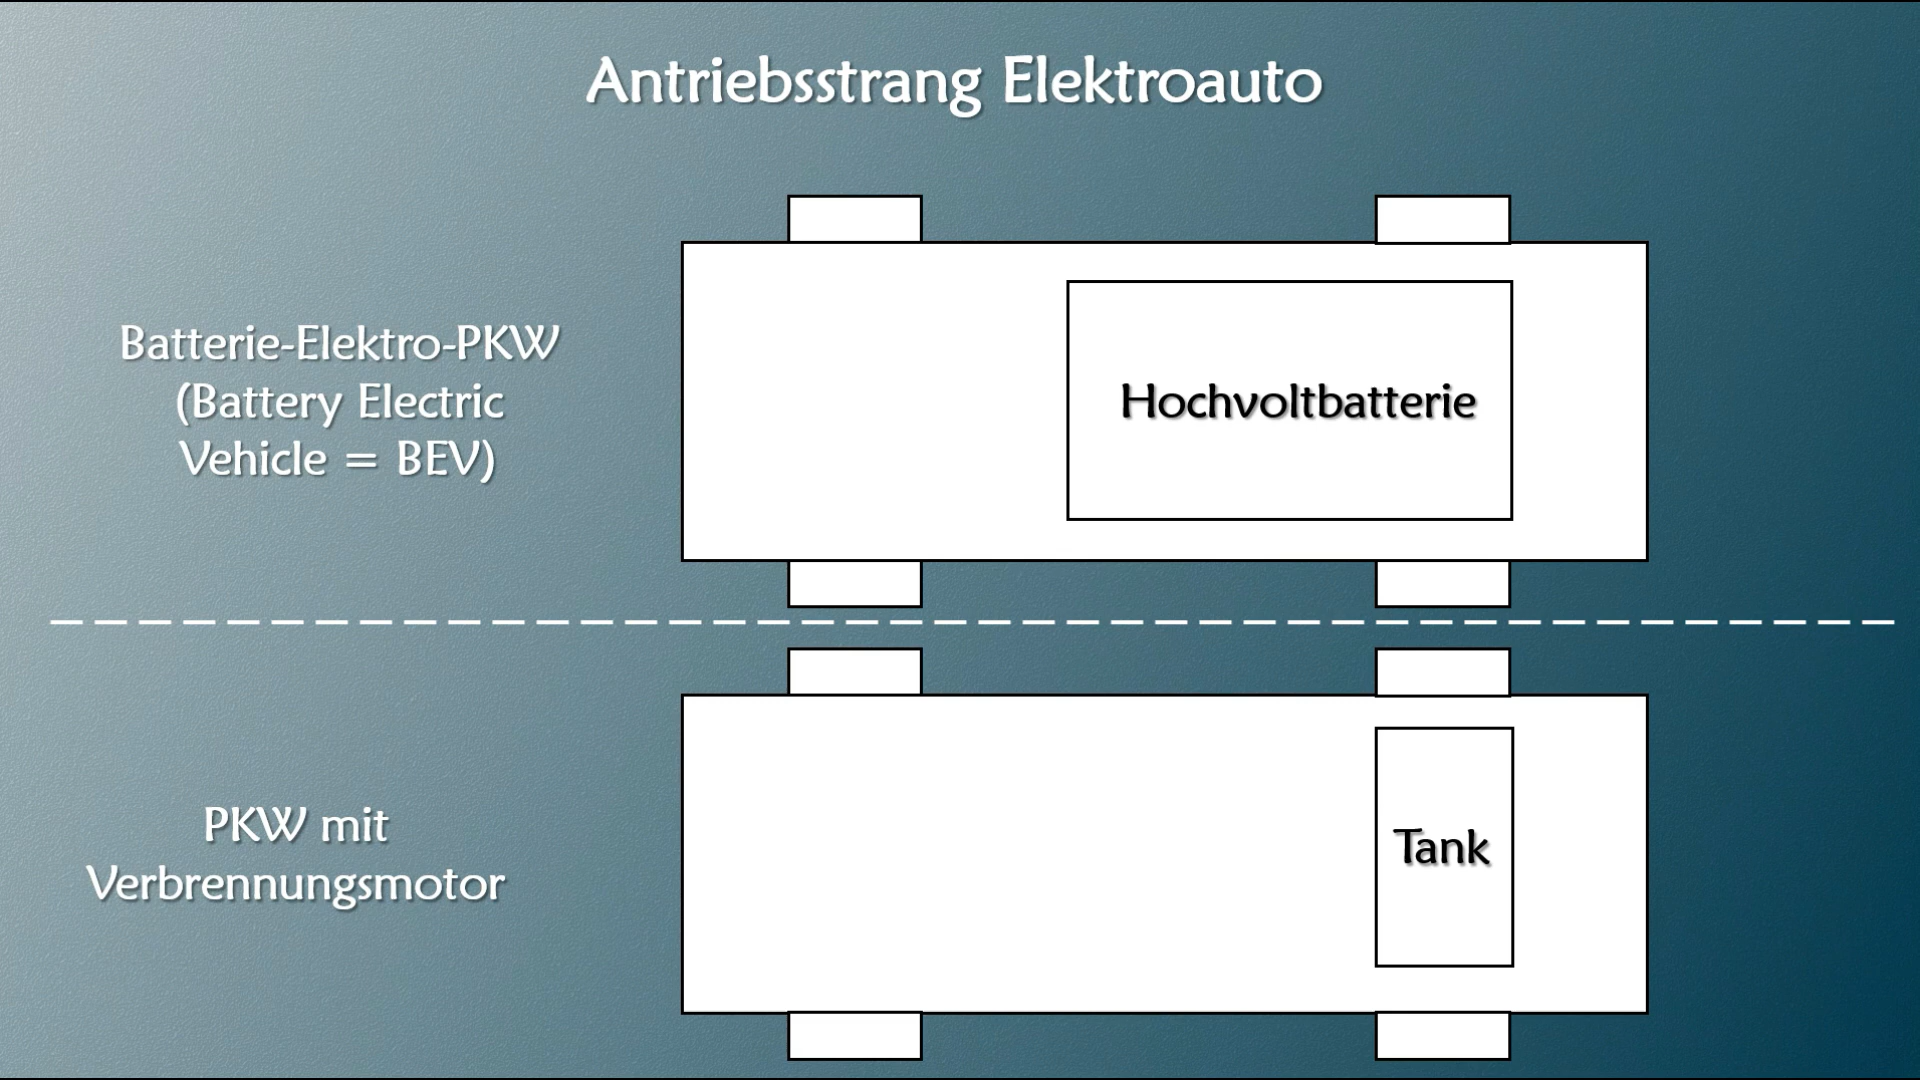 Antriebsstrang Elektroauto
Batterie-Elektro-PKW
(Battery Electric
Vehicle = BEV)
Hochvoltbatterie
PKW mit
Verbrennungsmotor
Tank